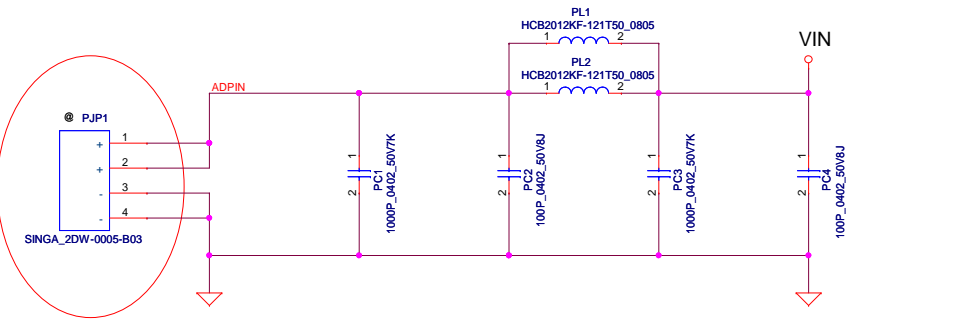 PL1
HCB2012KF-121T50_0805
1 2
VIN
PL2
HCB2012KF-121T50_0805
1 2
ADPIN
@ PJP1
+ 1
+ 2
- 3
- 4
SINGA_2DW-0005-B03
1
2
PC1
1000P_0402_50V7K
1
2
PC2
100P_0402_50V8J
1
2
PC3
1000P_0402_50V7K
1
2
PC4
100P_0402_50V8J